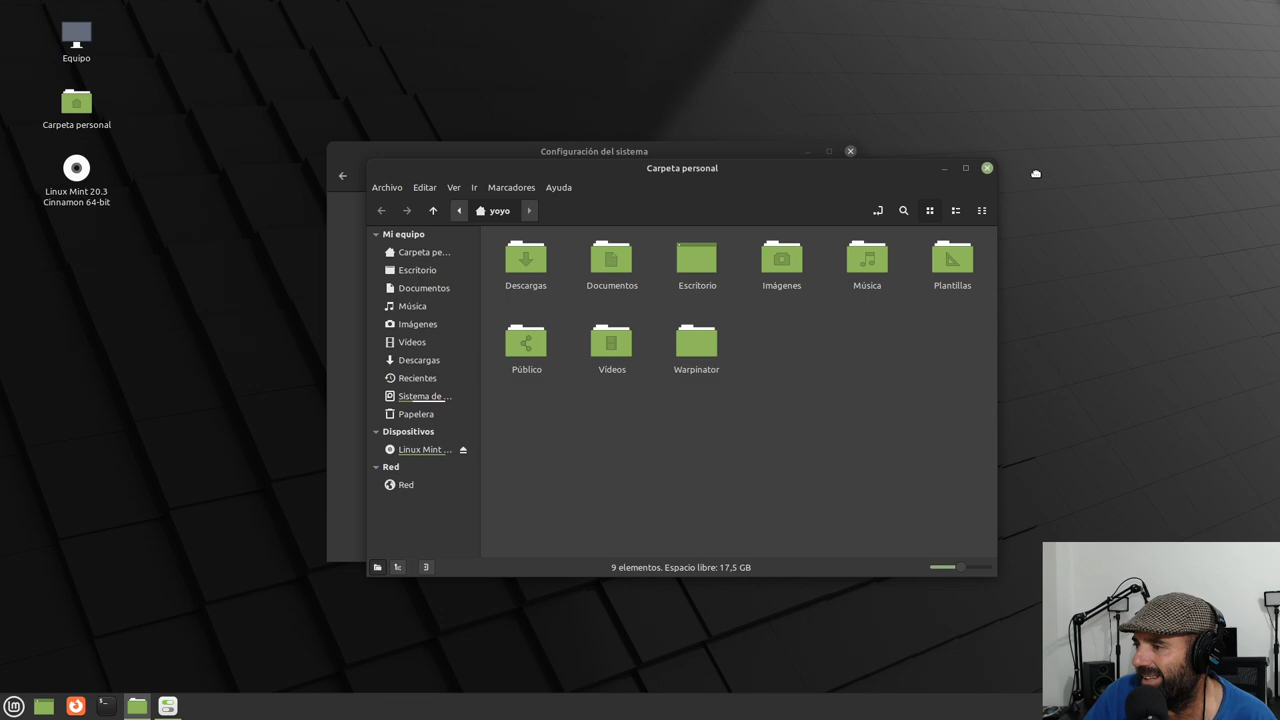 Equipo
Carpeta personal
Linux Mint 20.3
Cinnamon 64-bit
Configuración del sistema
Carpeta personal
Archivo Editar Ver Ir Marcadores Ayuda
yoyo
Mi equipo
Carpeta pe...
Escritorio
Documentos
Música
Imágenes
Vídeos
Descargas
Recientes
Sistema de ...
Papelera
Dispositivos
Linux Mint ...
Red
Red
Descargas Documentos Escritorio Imágenes Música Plantillas
Público Vídeos Warpinator
9 elementos. Espacio libre: 17,5 GB